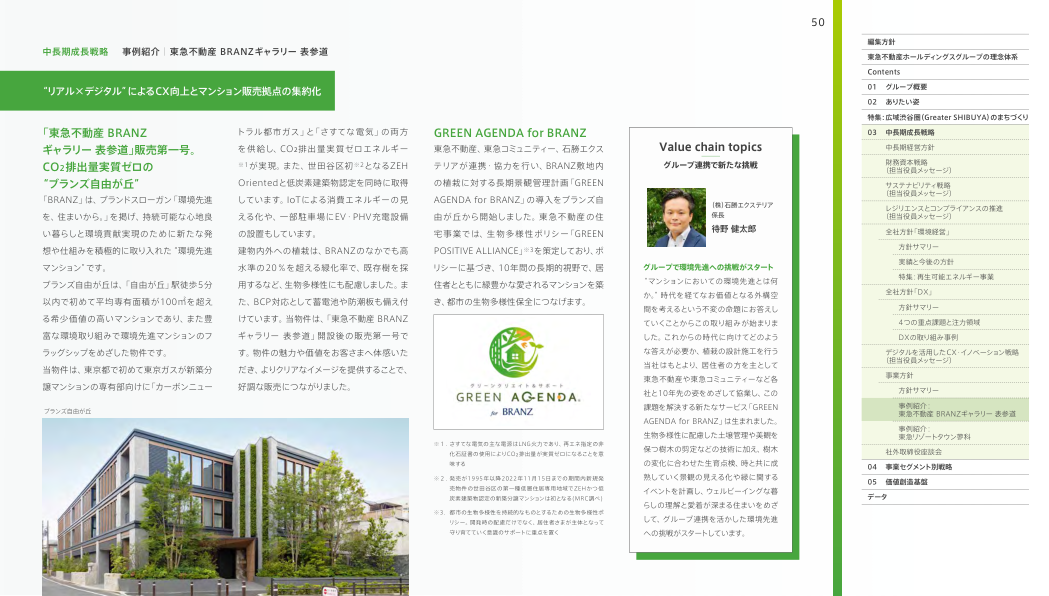 50
中長期成長戦略 事例紹介｜東急不動産 BRANZギャラリー 表参道
“リアル×デジタル”によるCX向上とマンション販売拠点の集約化
「東急不動産 BRANZ
ギャラリー 表参道」販売第一号。
CO₂排出量実質ゼロの
“ブランズ自由が丘”
「BRANZ」は、ブランドスローガン「環境先進
を、住まいから。」を掲げ、持続可能な心地良
い暮らしと環境貢献実現のために新たな発
想や仕組みを積極的に取り入れた“環境先進
マンション”です。
ブランズ自由が丘は、「自由が丘」駅徒歩5分
以内で初めて平均専有面積が100㎡を超え
る希少価値の高いマンションであり、また豊
富な環境取り組みで環境先進マンションのフ
ラッグシップをめざした物件です。
当物件は、東京都で初めて東京ガスが新築分
譲マンションの専有部向けに「カーボンニュー
トラル都市ガス」と「さすてな電気」の両方
を供給し、CO₂排出量実質ゼロエネルギー
※1が実現。また、世田谷区初※2となるZEH
Orientedと低炭素建築物認定を同時に取得
しています。IoTによる消費エネルギーの見
える化や、一部駐車場にEV・PHV充電設備
の設置もしています。
建物内外への植栽は、BRANZのなかでも高
水準の20％を超える緑化率で、既存樹を採
用するなど、生物多様性にも配慮しました。ま
た、BCP対応として蓄電池や防潮板も備え付
けています。当物件は、「東急不動産 BRANZ
ギャラリー 表参道」開設後の販売第一号で
す。物件の魅力や価値をお客さまへ体感いた
だき、よりクリアなイメージを提供することで、
好調な販売につながりました。
ブランズ自由が丘
GREEN AGENDA for BRANZ
東急不動産、東急コミュニティー、石勝エクス
テリアが連携・協力を行い、BRANZ敷地内
の植栽に対する長期景観管理計画「GREEN
AGENDA for BRANZ」の導入をブランズ自
由が丘から開始しました。東急不動産の住
宅事業では、生物多様性ポリシー「GREEN
POSITIVE ALLIANCE」※3を策定しており、ポ
リシーに基づき、10年間の長期的視野で、居
住者とともに緑豊かな愛されるマンションを築
き、都市の生物多様性保全につなげます。
グリーンクリエイト&サポート
GREEN AGENDA®
for BRANZ
※1. さすてな電気の主な電源はLNG火力であり、再エネ指定の非
化石証書の使用によりCO₂排出量が実質ゼロになることを意
味する
※2. 発売が1995年以降2022年11月15日までの期間内新規発
売物件の世田谷区の第一種低層住居専用地域でZEHかつ低
炭素建築物認定の新築分譲マンションは初となる(MRC調べ)
※3. 都市の生物多様性を持続的なものとするための生物多様性ポ
リシー。開発時の配慮だけでなく、居住者さまが主体となって
守り育てていく意識のサポートに重点を置く
Value chain topics
グループ連携で新たな挑戦
(株)石勝エクステリア
係長
待野 健太郎
グループで環境先進への挑戦がスタート
“マンションにおいての環境先進とは何
か。”時代を経てなお価値となる外構空
間を考えるという不変の命題にお答えし
ていくことからこの取り組みが始まりま
した。これからの時代に向けてどのよう
な答えが必要か、植栽の設計施工を行う
当社はもとより、居住者の方を主として
東急不動産や東急コミュニティーなど各
社と10年先の姿をめざして協業し、この
課題を解決する新たなサービス「GREEN
AGENDA for BRANZ」は生まれました。
生物多様性に配慮した土壌管理や美観を
保つ樹木の剪定などの技術に加え、樹木
の変化に合わせた生育点検、時と共に成
熟していく景観の見える化や緑に関する
イベントを計画し、ウェルビーイングな暮
らしの理解と愛着が深まる住まいをめざ
して、グループ連携を活かした環境先進
への挑戦がスタートしています。
編集方針
東急不動産ホールディングスグループの理念体系
Contents
01 グループ概要
02 ありたい姿
特集：広域渋谷圏（Greater SHIBUYA）のまちづくり
03 中長期成長戦略
中長期経営方針
財務資本戦略
（担当役員メッセージ）
サステナビリティ戦略
（担当役員メッセージ）
レジリエンスとコンプライアンスの推進
（担当役員メッセージ）
全社方針「環境経営」
方針サマリー
実績と今後の方針
特集：再生可能エネルギー事業
全社方針「DX」
方針サマリー
4つの重点課題と注力領域
DXの取り組み事例
デジタルを活用したCX・イノベーション戦略
（担当役員メッセージ）
事業方針
方針サマリー
事例紹介：
東急不動産 BRANZギャラリー 表参道
事例紹介：
東急リゾートタウン蓼科
社外取締役座談会
04 事業セグメント別戦略
05 価値創造基盤
データ